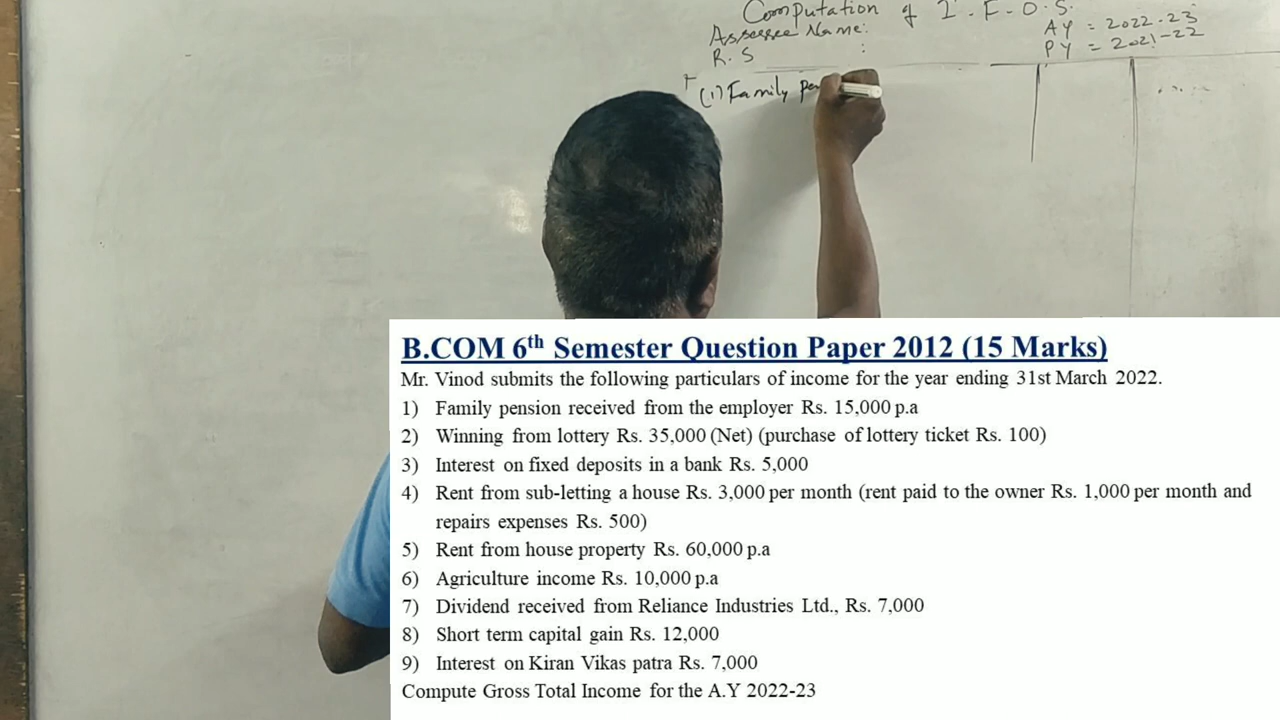 Computation of I.F.O.S.
Assessee Name:
R.S :
AY = 2022-23
PY = 2021-22
(1) Family pe
B.COM 6th Semester Question Paper 2012 (15 Marks)
Mr. Vinod submits the following particulars of income for the year ending 31st March 2022.
1) Family pension received from the employer Rs. 15,000 p.a
2) Winning from lottery Rs. 35,000 (Net) (purchase of lottery ticket Rs. 100)
3) Interest on fixed deposits in a bank Rs. 5,000
4) Rent from sub-letting a house Rs. 3,000 per month (rent paid to the owner Rs. 1,000 per month and
repairs expenses Rs. 500)
5) Rent from house property Rs. 60,000 p.a
6) Agriculture income Rs. 10,000 p.a
7) Dividend received from Reliance Industries Ltd., Rs. 7,000
8) Short term capital gain Rs. 12,000
9) Interest on Kiran Vikas patra Rs. 7,000
Compute Gross Total Income for the A.Y 2022-23